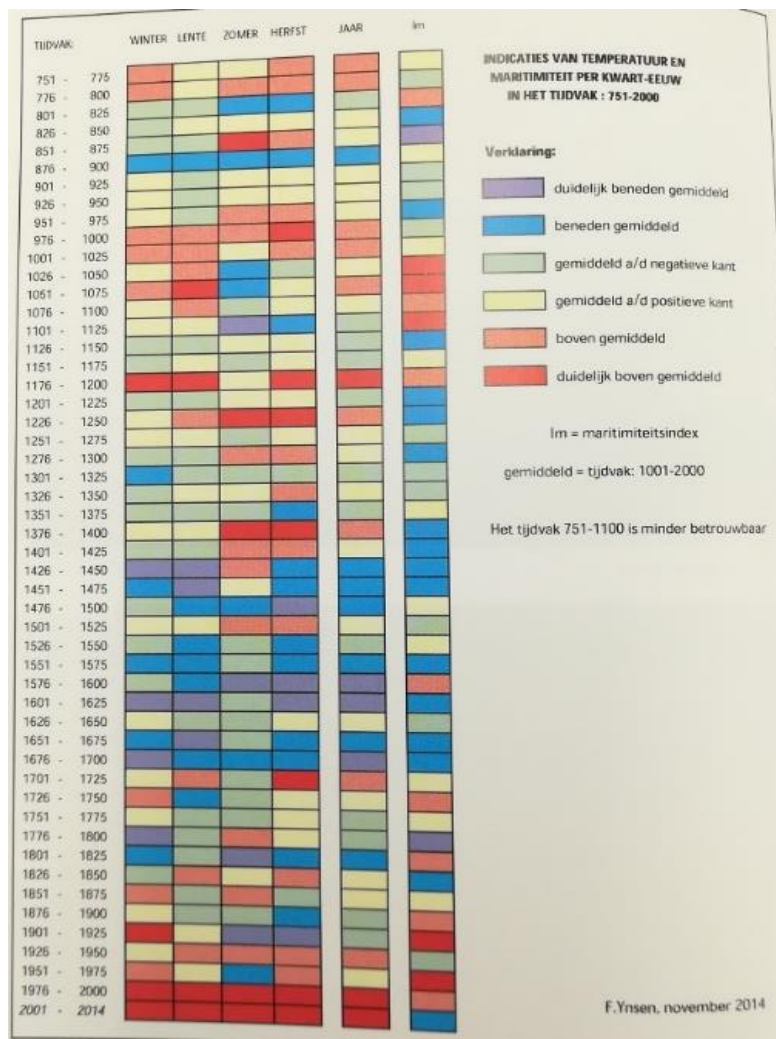 TIJDVAK: WINTER LENTE ZOMER HERFST JAAR Im
751 - 775
776 - 800
801 - 825
826 - 850
851 - 875
876 - 900
901 - 925
926 - 950
951 - 975
976 - 1000
1001 - 1025
1026 - 1050
1051 - 1075
1076 - 1100
1101 - 1125
1126 - 1150
1151 - 1175
1176 - 1200
1201 - 1225
1226 - 1250
1251 - 1275
1276 - 1300
1301 - 1325
1326 - 1350
1351 - 1375
1376 - 1400
1401 - 1425
1426 - 1450
1451 - 1475
1476 - 1500
1501 - 1525
1526 - 1550
1551 - 1575
1576 - 1600
1601 - 1625
1626 - 1650
1651 - 1675
1676 - 1700
1701 - 1725
1726 - 1750
1751 - 1775
1776 - 1800
1801 - 1825
1826 - 1850
1851 - 1875
1876 - 1900
1901 - 1925
1926 - 1950
1951 - 1975
1976 - 2000
2001 - 2014
INDICATIES VAN TEMPERATUUR EN
MARITIMITEIT PER KWART-EEUW
IN HET TIJDVAK : 751-2000
Verklaring:
duidelijk beneden gemiddeld
beneden gemiddeld
gemiddeld a/d negatieve kant
gemiddeld a/d positieve kant
boven gemiddeld
duidelijk boven gemiddeld
Im = maritimiteitsindex
gemiddeld = tijdvak: 1001-2000
Het tijdvak 751-1100 is minder betrouwbaar
F.Ynsen, november 2014